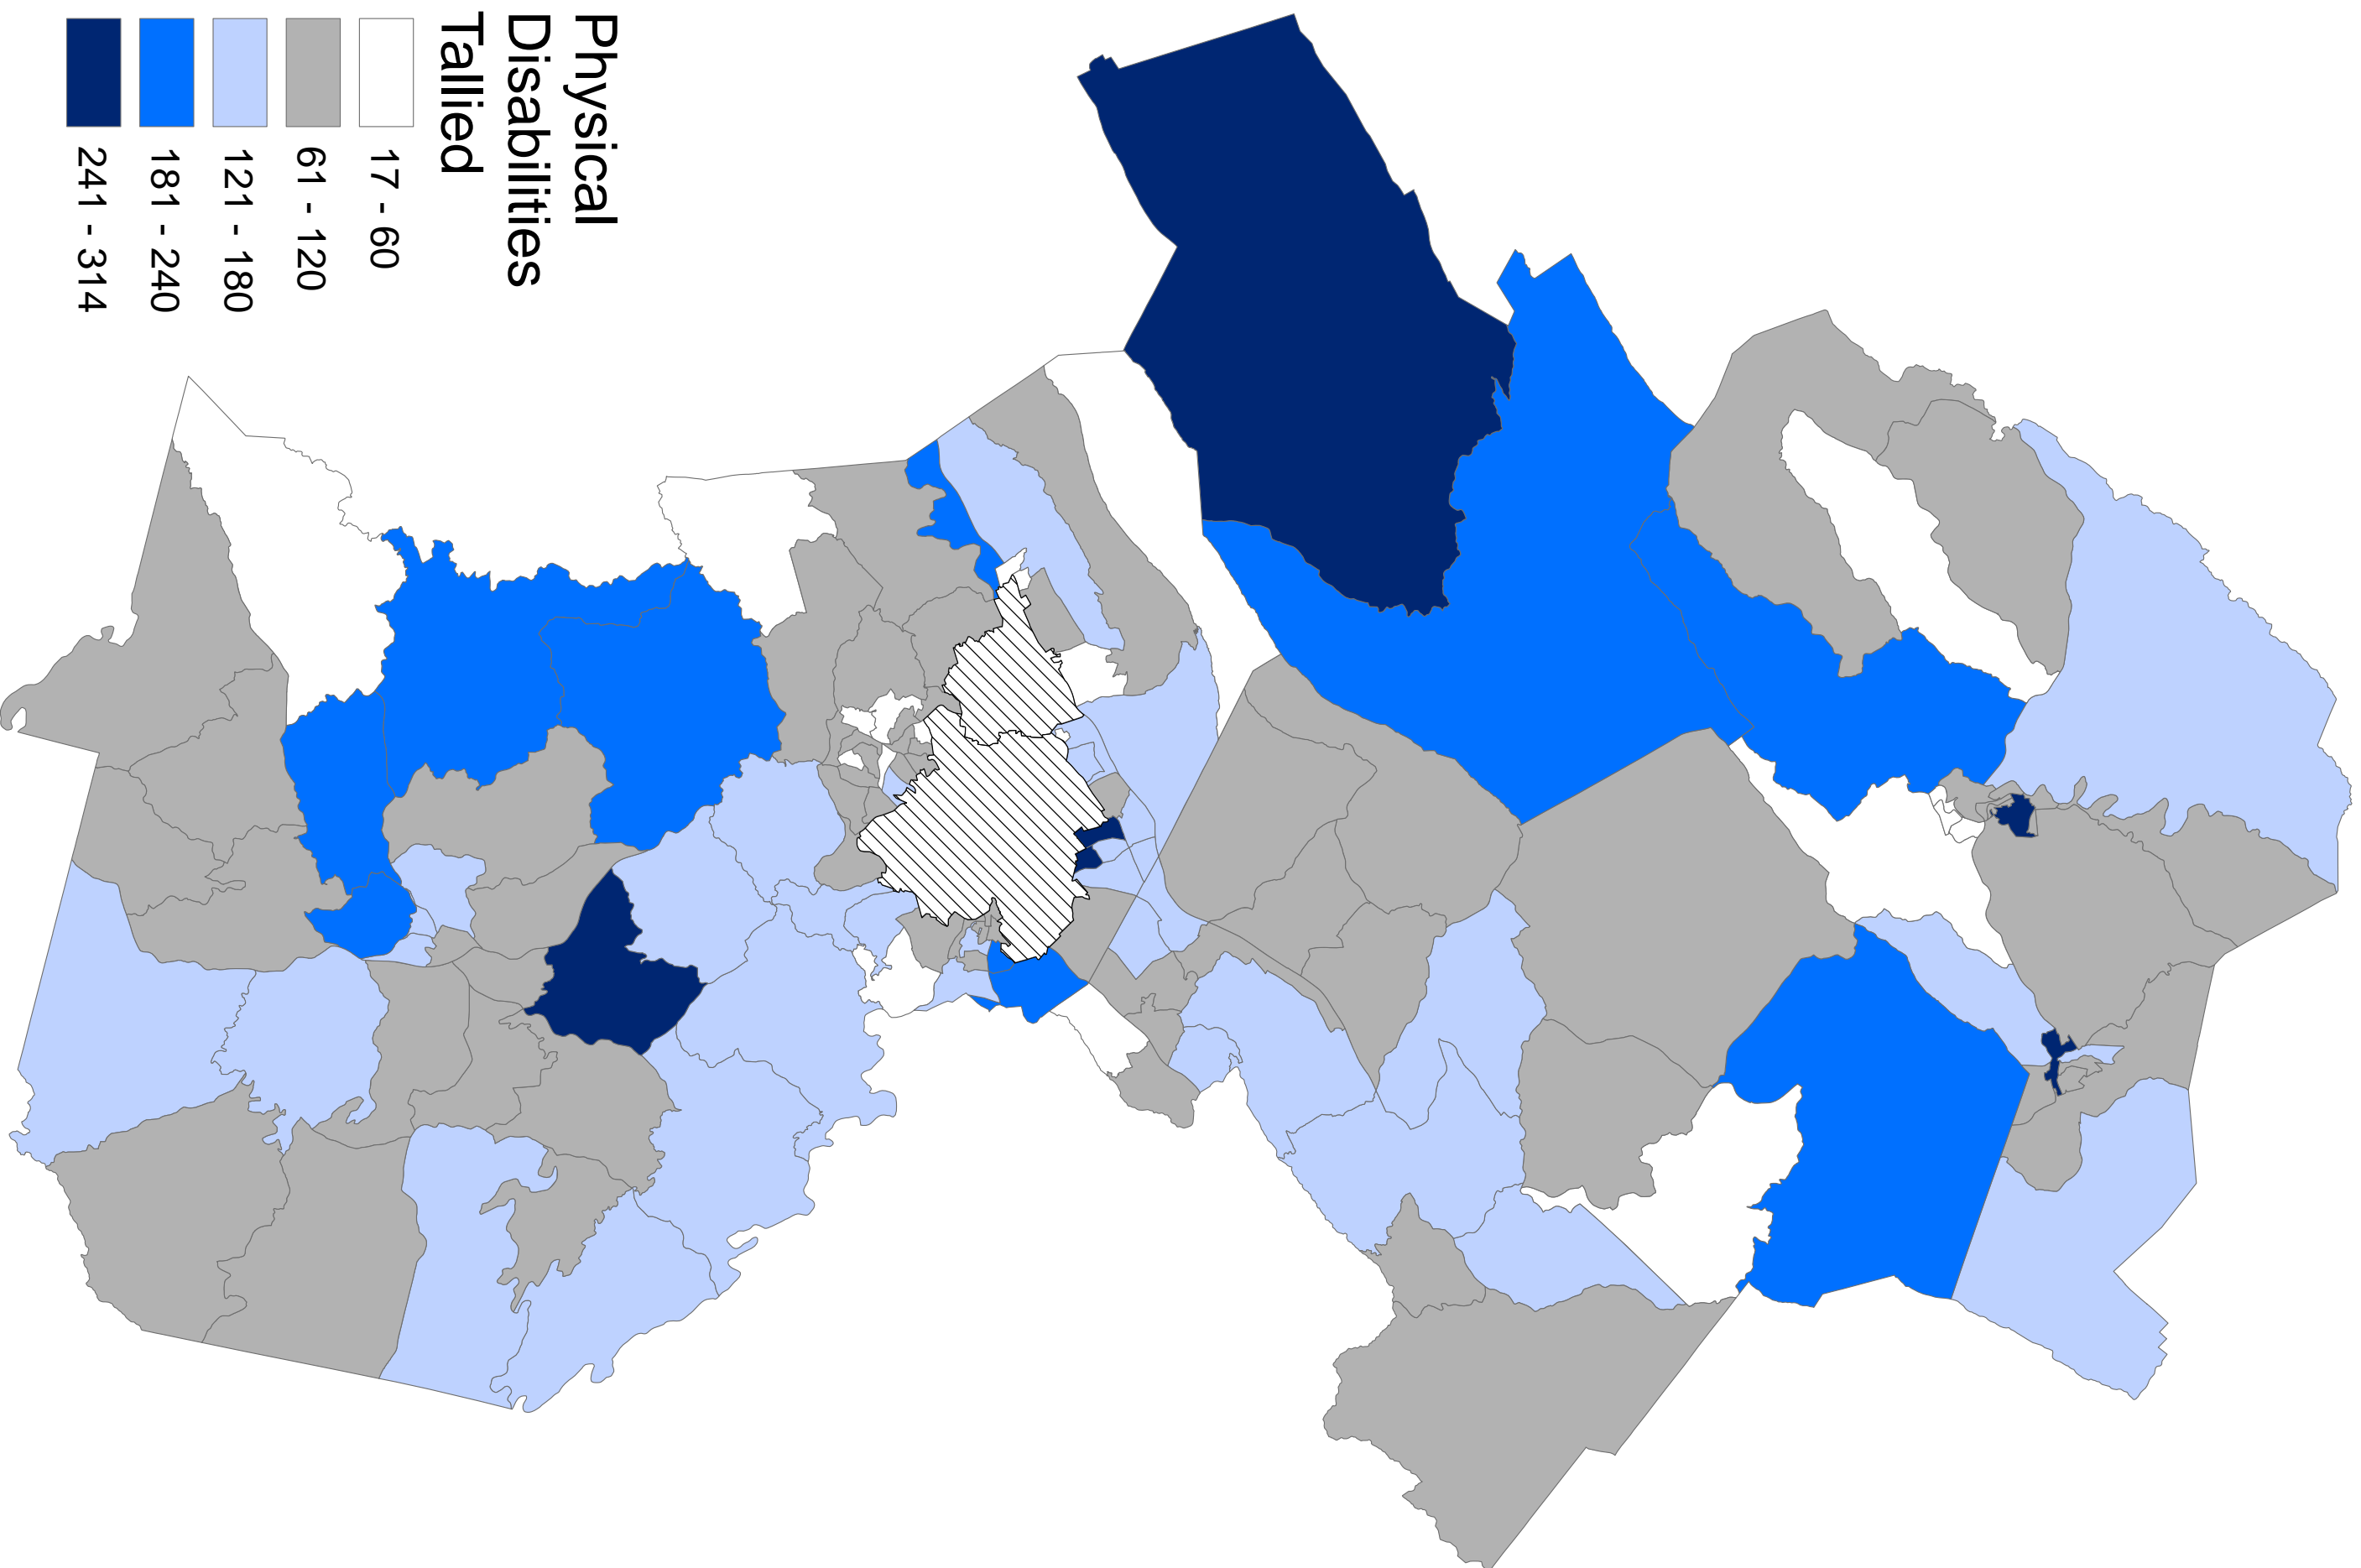 Physical
Disabilities
Tallied
17 - 60
61 - 120
121 - 180
181 - 240
241 - 314